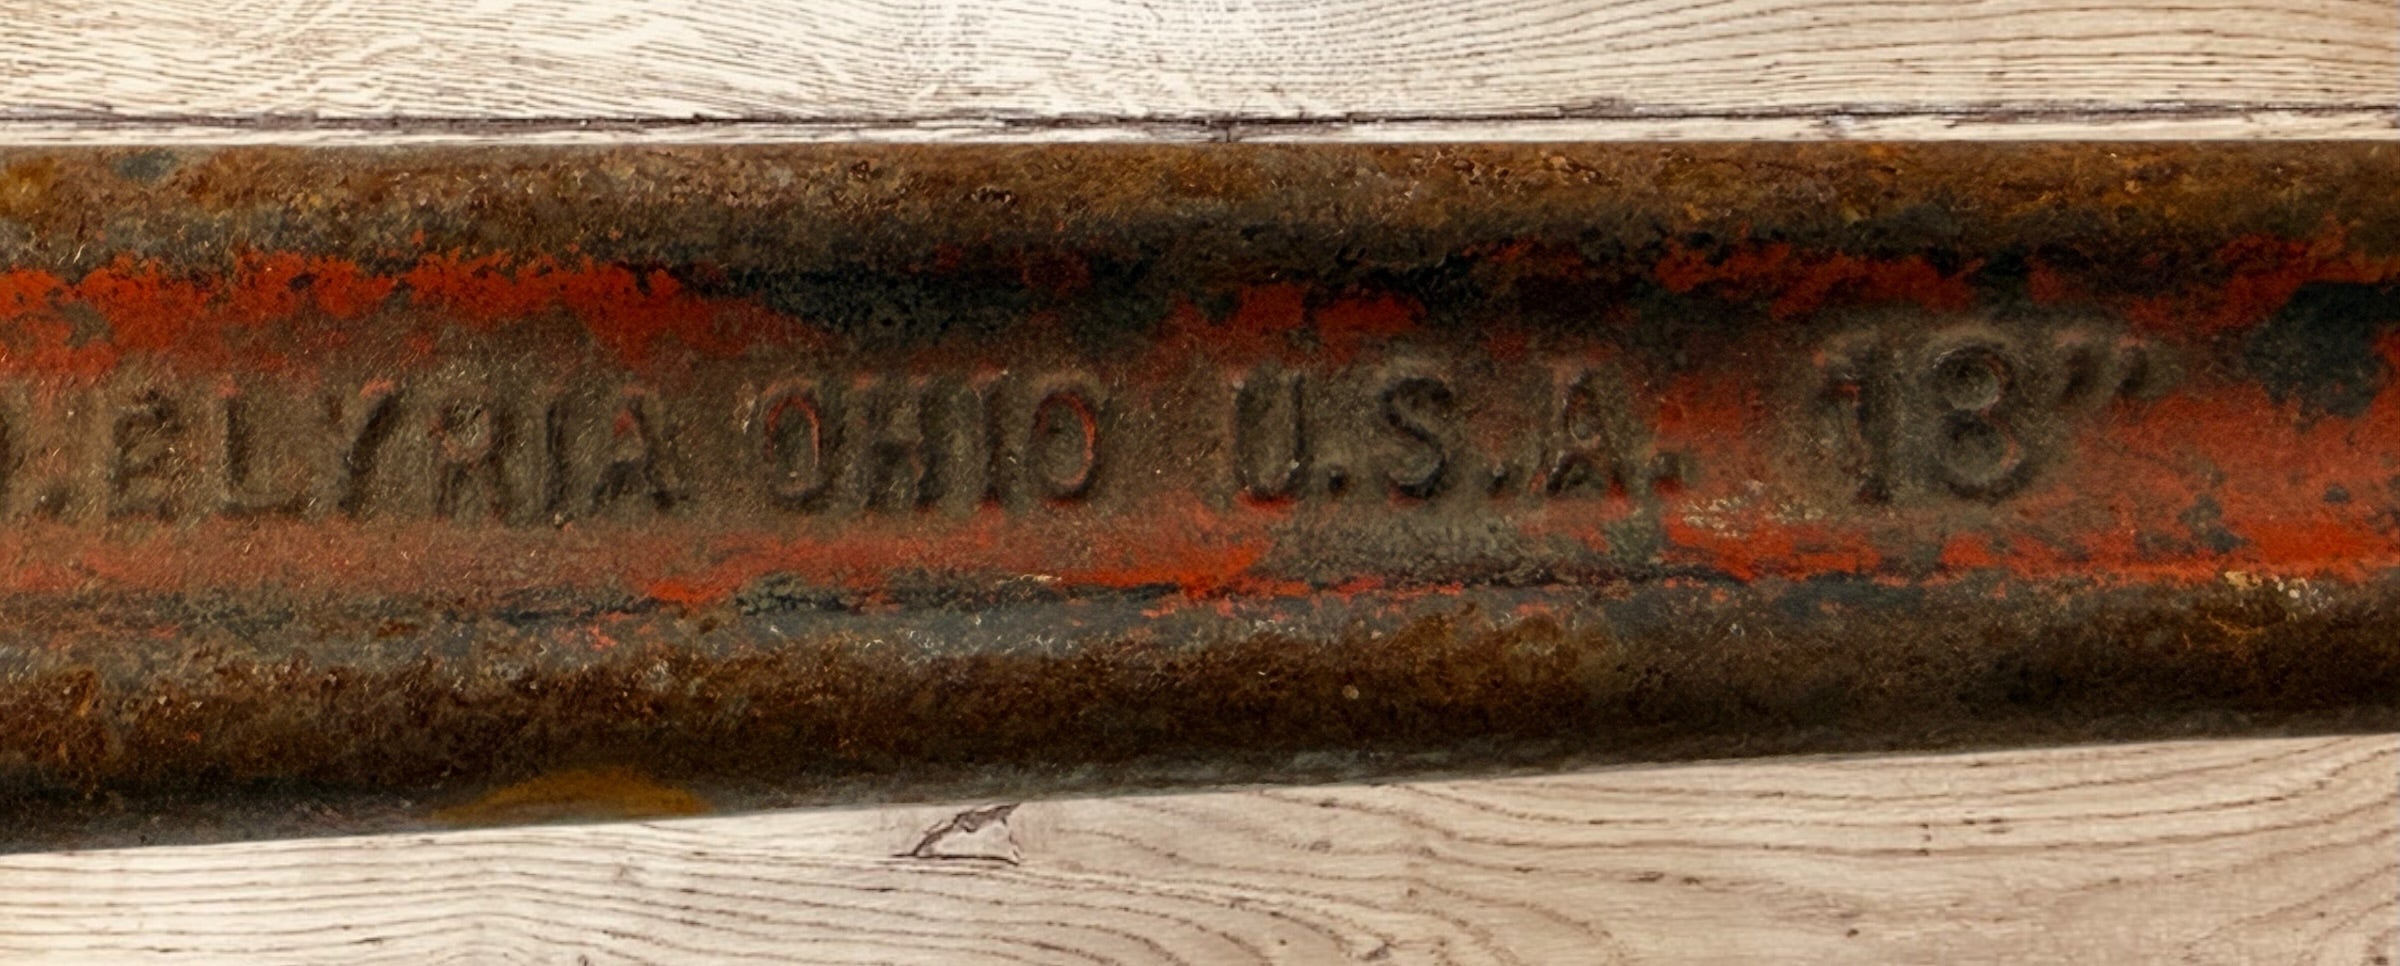 . ELYRIA OHIO U.S.A. 18"